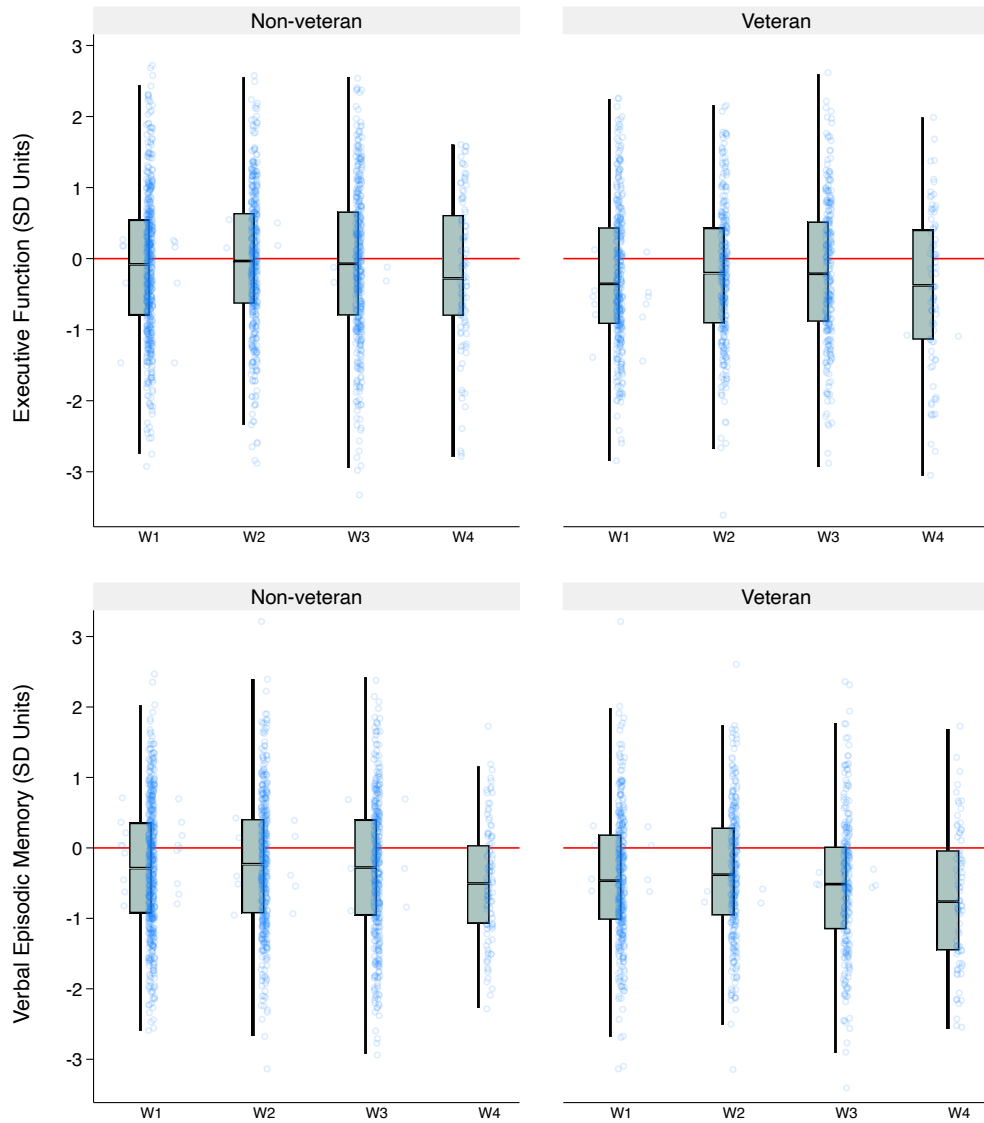 Non-veteran
Veteran
Executive Function (SD Units)
3
2
1
0
-1
-2
-3
W1
W2
W3
W4
W1
W2
W3
W4
Non-veteran
Veteran
Verbal Episodic Memory (SD Units)
3
2
1
0
-1
-2
-3
W1
W2
W3
W4
W1
W2
W3
W4